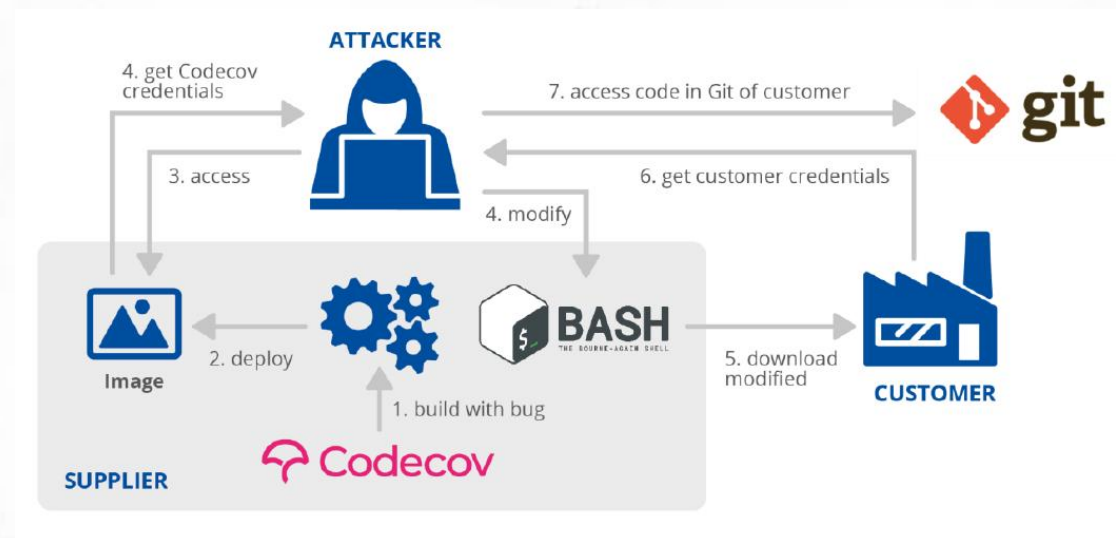 ATTACKER
4. get Codecov
credentials
7. access code in Git of customer
git
3. access
6. get customer credentials
4. modify
$_
BASH
THE BOURNE-AGAIN SHELL
2. deploy
Image
5. download
modified
CUSTOMER
1. build with bug
Codecov
SUPPLIER